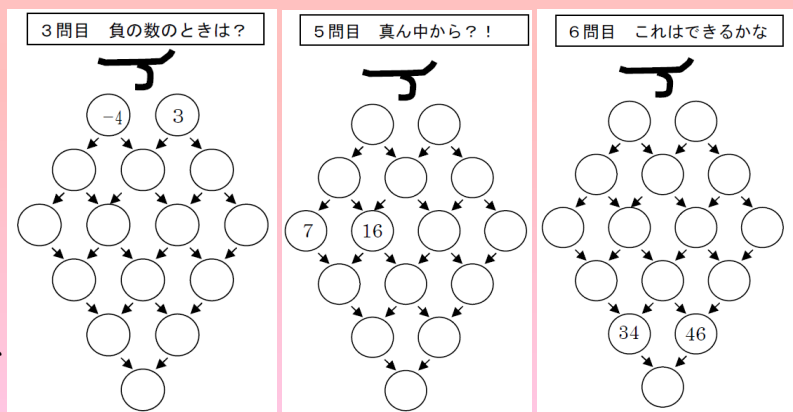 3問目 負の数のときは?
-4 3
5問目 真ん中から?!
7 16
6問目 これはできるかな
34 46